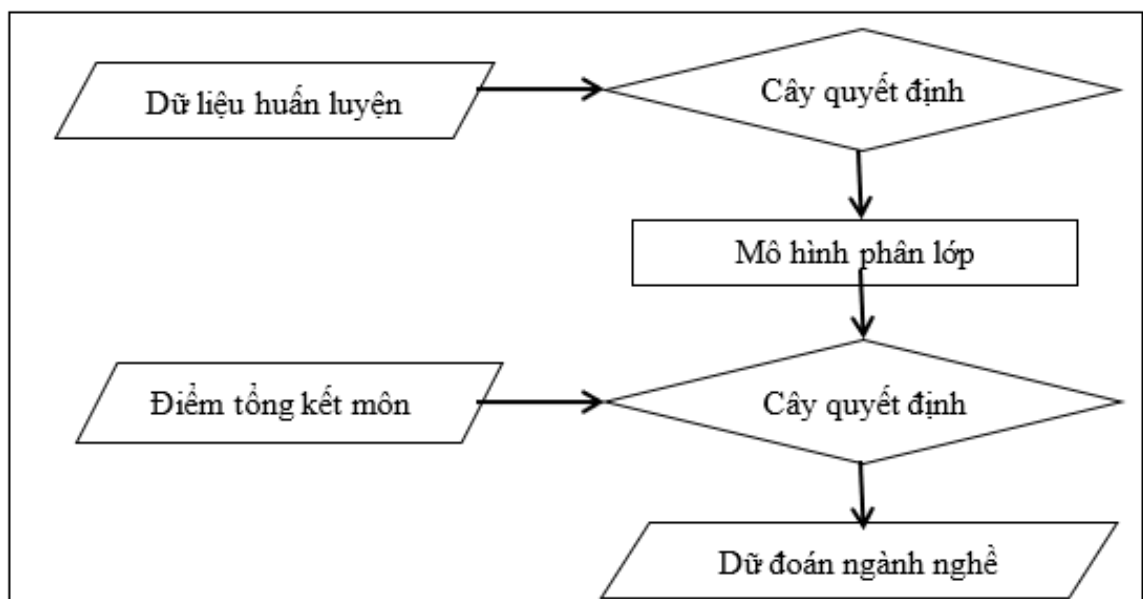 Dữ liệu huấn luyện
Cây quyết định
Mô hình phân lớp
Điểm tổng kết môn
Cây quyết định
Dữ đoán ngành nghề